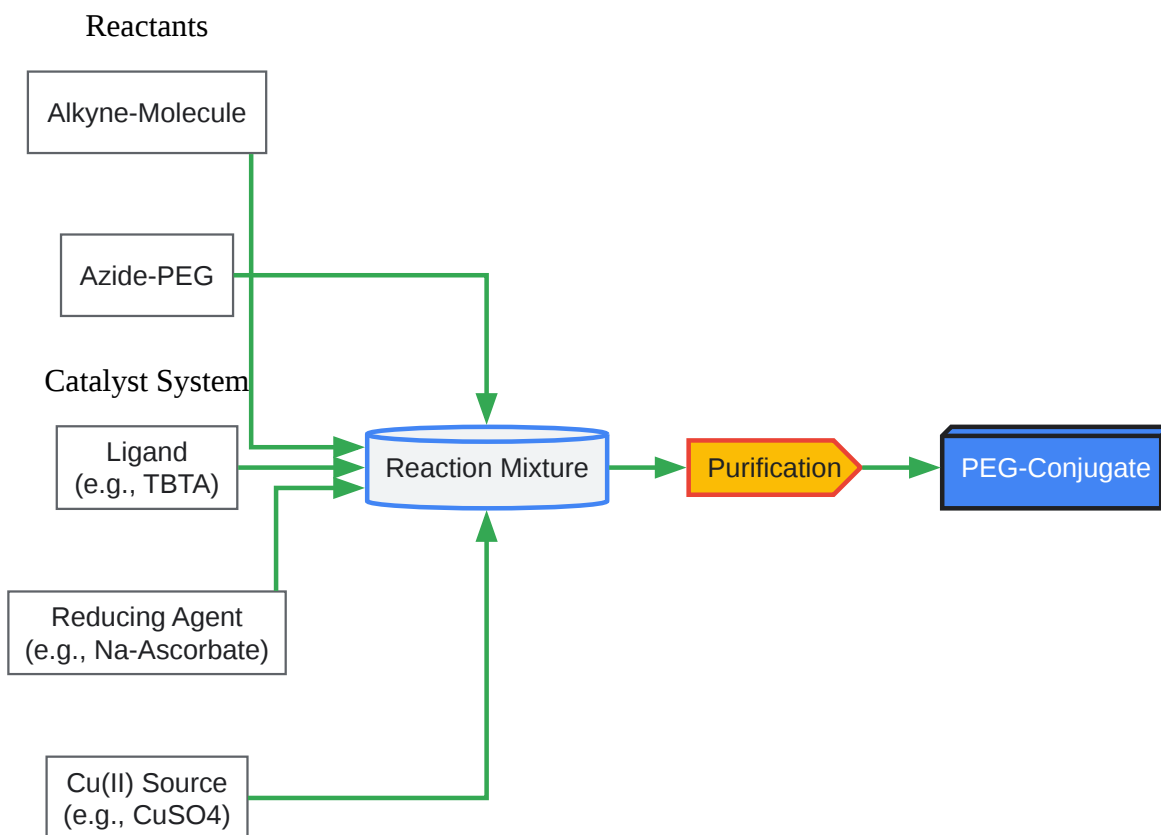 Reactants
Alkyne-Molecule
Azide-PEG
Catalyst System
Ligand
(e.g., TBTA)
Reaction Mixture
Purification
PEG-Conjugate
Reducing Agent
(e.g., Na-Ascorbate)
Cu(II) Source
(e.g., CuSO4)